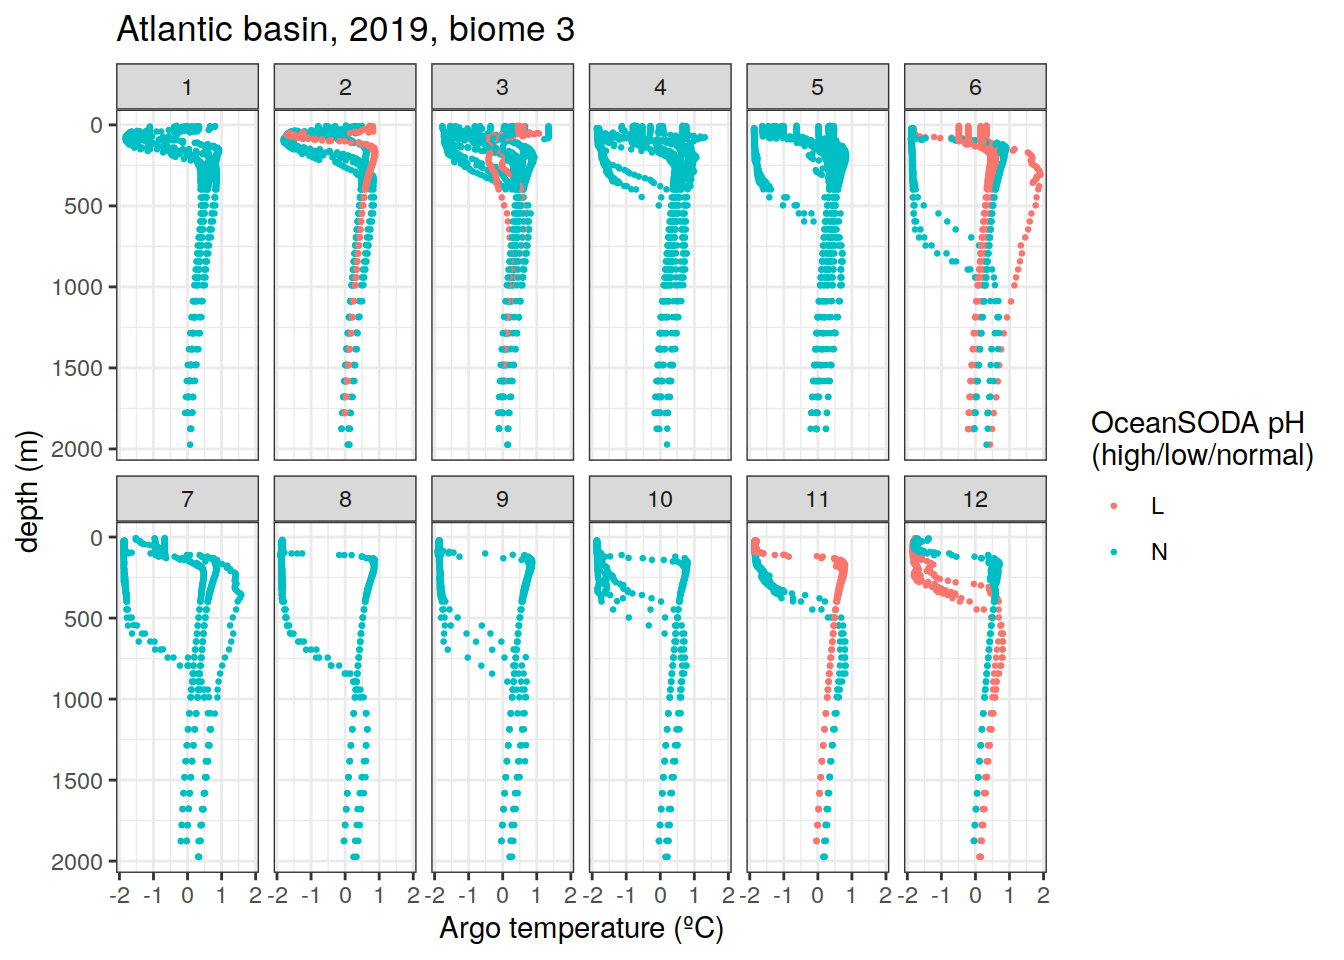 Atlantic basin, 2019, biome 3
1 2 3 4 5 6
0
500
1000
1500
2000
7 8 9 10 11 12
0
500
1000
1500
2000
-2 -1 0 1 2 -2 -1 0 1 2 -2 -1 0 1 2 -2 -1 0 1 2 -2 -1 0 1 2 -2 -1 0 1 2
Argo temperature (ºC)
depth (m)
OceanSODA pH
(high/low/normal)
L
N